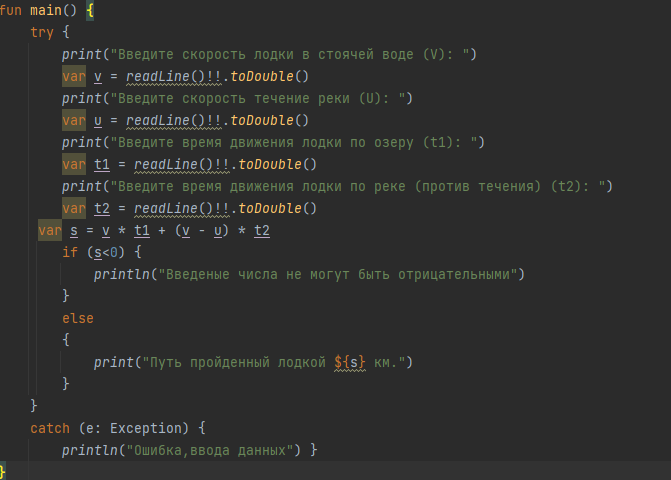 fun main() {
try {
print("Введите скорость лодки в стоячей воде (V): ")
var v = readLine()!!.toDouble()
print("Введите скорость течение реки (U): ")
var u = readLine()!!.toDouble()
print("Введите время движения лодки по озеру (t1): ")
var t1 = readLine()!!.toDouble()
print("Введите время движения лодки по реке (против течения) (t2): ")
var t2 = readLine()!!.toDouble()
var s = v * t1 + (v - u) * t2
if (s<0) {
println("Введеные числа не могут быть отрицательными")
}
else
{
print("Путь пройденный лодкой ${s} км.")
}
}
catch (e: Exception) {
println("Ошибка,ввода данных") }
}